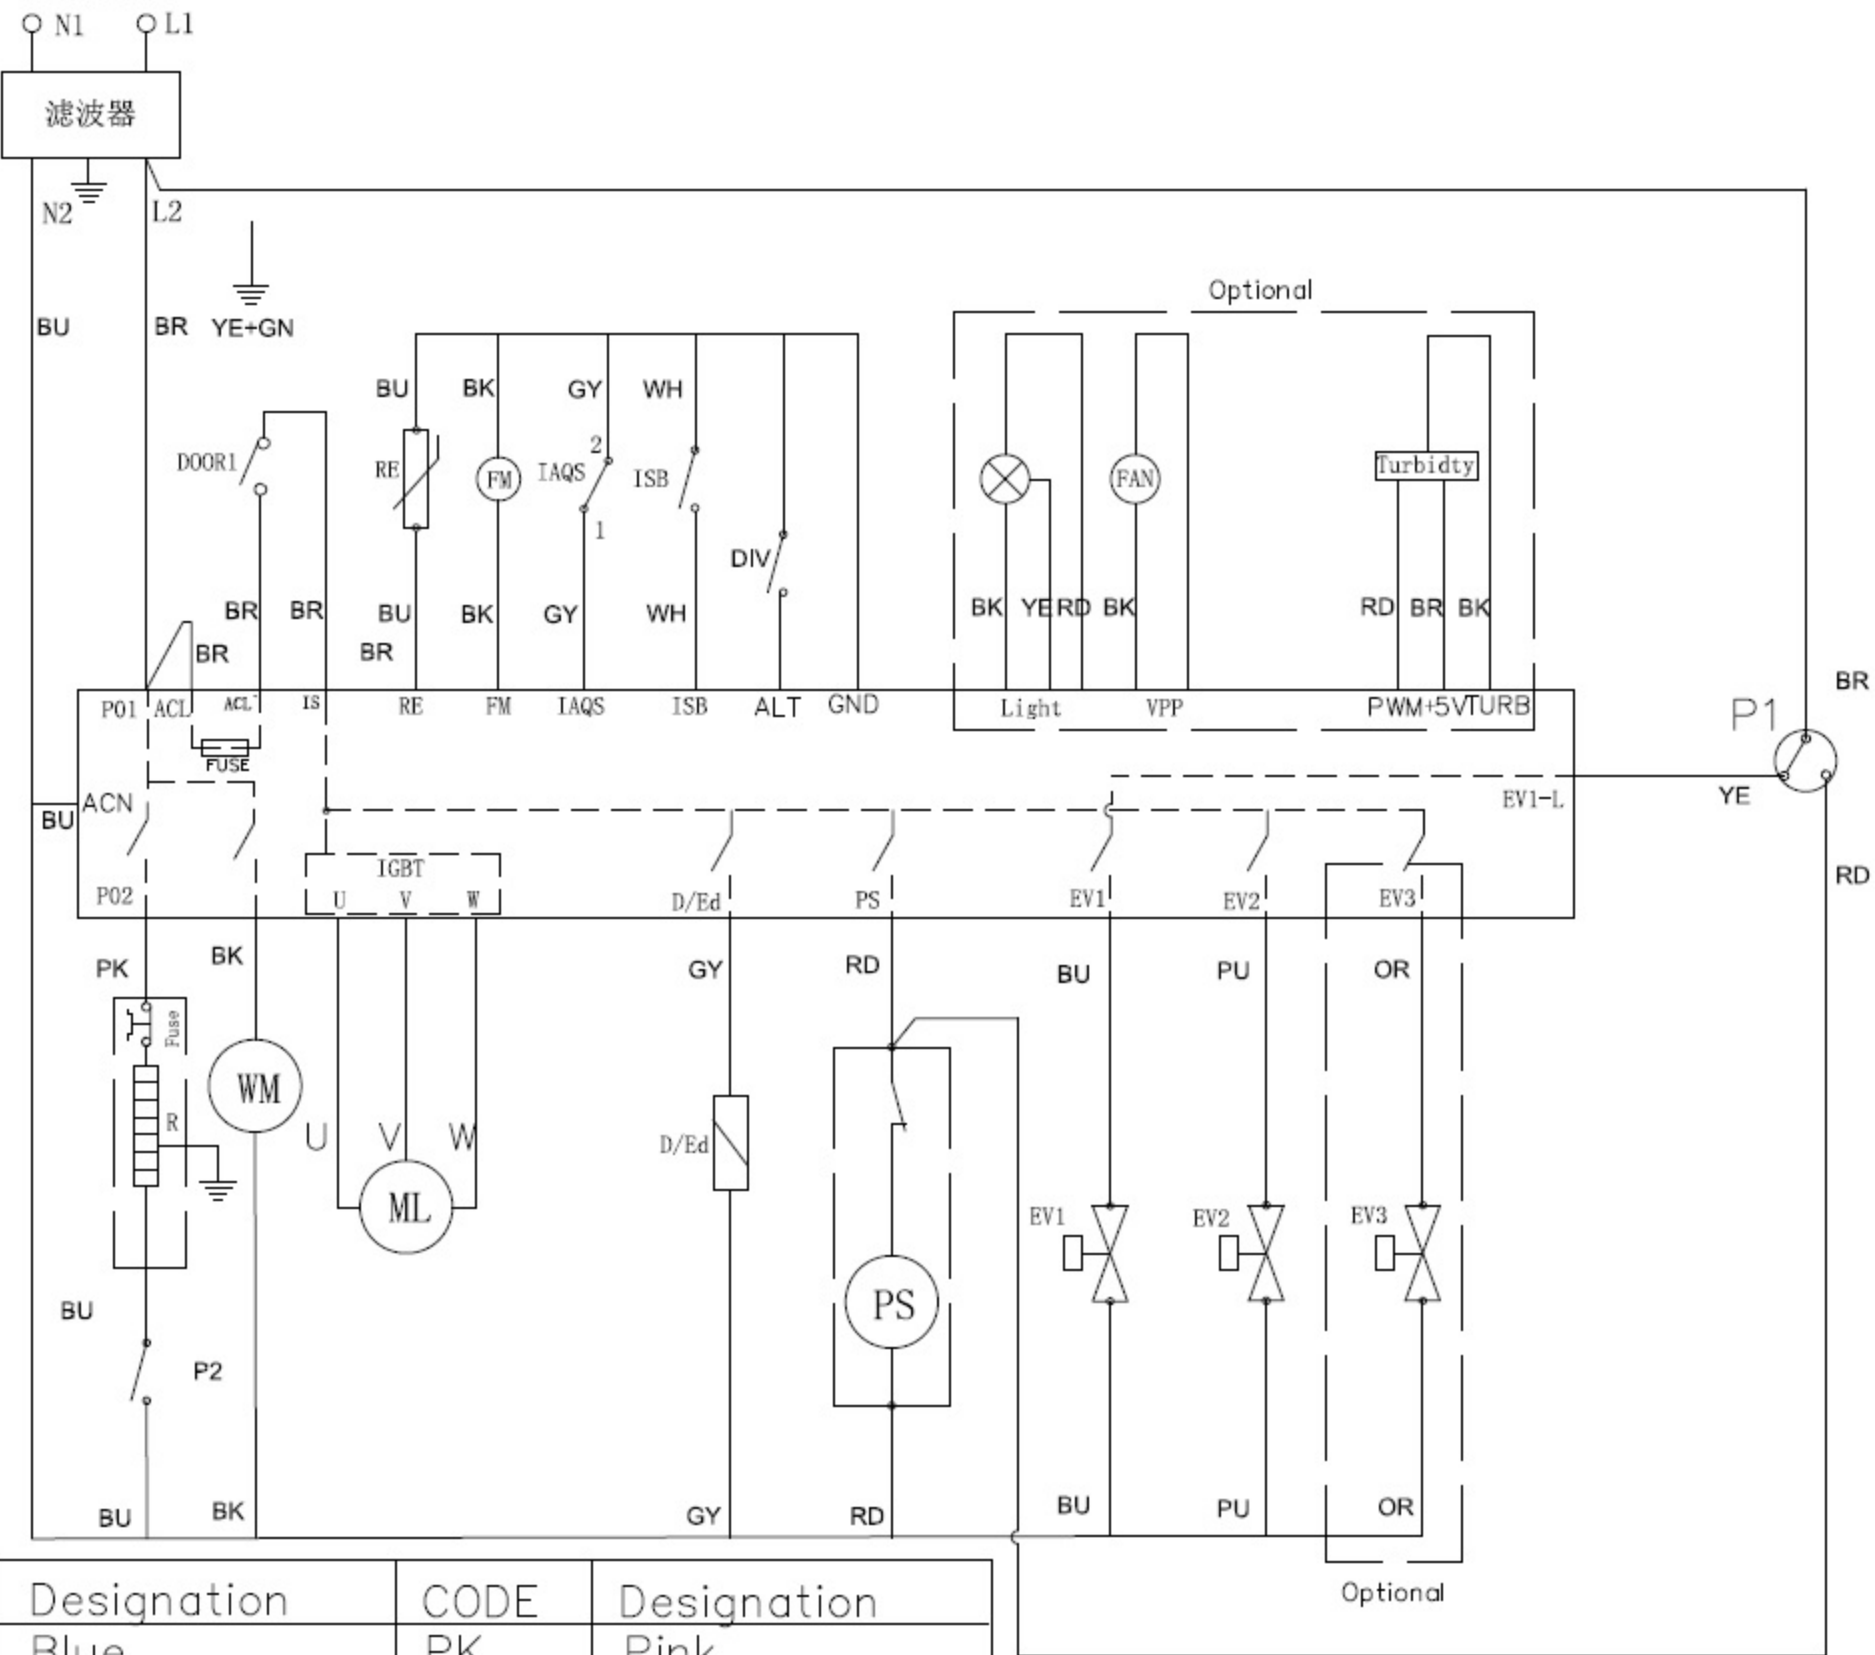 N1 L1
滤波器
N2 L2
Optional
BU BR YE+GN
BU BK GY WH
DOOR1 RE FM IAQS 2 ISB FAN Turbidty
1
DIV
BR BR BU BK GY WH BK YE RD BK RD BR BK
BR BR
BR
P01 ACL ACL IS RE FM IAQS ISB ALT GND Light VPP PWM+5VTURB
P1
FUSE
ACN EV1-L YE
BU
IGBT
RD
P02 U V W D/Ed PS EV1 EV2 EV3
PK BK GY RD BU PU OR
Fuse
WM
R U V W D/Ed
ML EV1 EV2 EV3
BU PS
P2
BU BK GY RD BU PU OR
Optional
Designation CODE Designation
Blue PK Pink